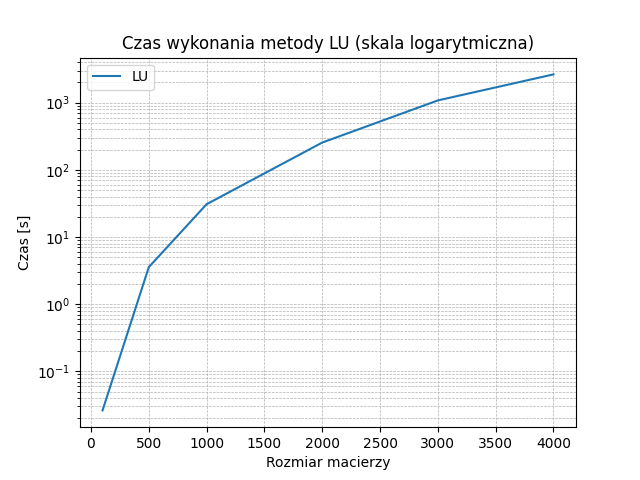 Czas wykonania metody LU (skala logarytmiczna)
LU
10³
10²
10¹
10⁰
10⁻¹
Czas [s]
0 500 1000 1500 2000 2500 3000 3500 4000
Rozmiar macierzy